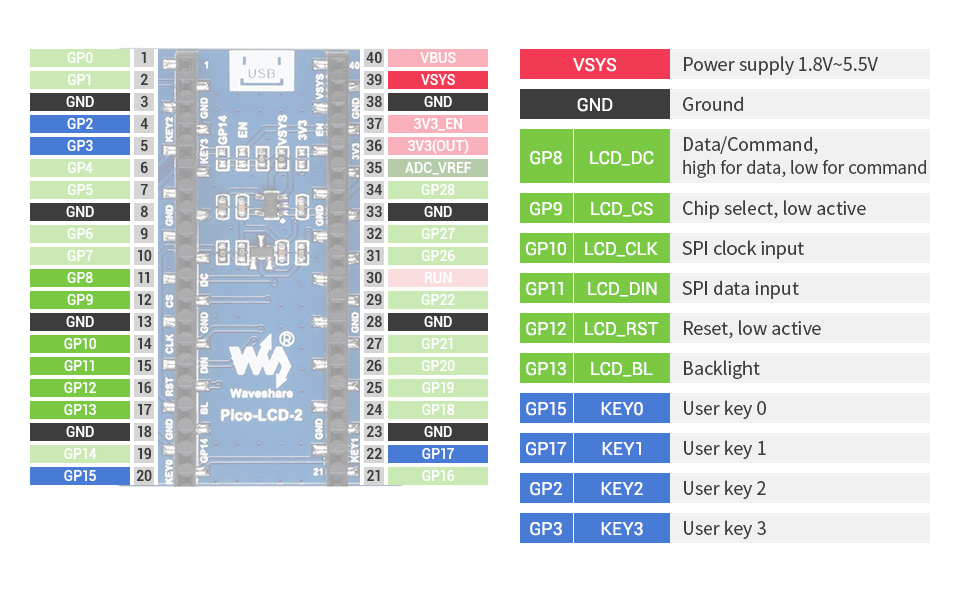 GP0 1 40 VBUS
GP1 2 39 VSYS
GND 3 38 GND
GP2 4 37 3V3_EN
GP3 5 36 3V3(OUT)
GP4 6 35 ADC_VREF
GP5 7 34 GP28
GND 8 33 GND
GP6 9 32 GP27
GP7 10 31 GP26
GP8 11 30 RUN
GP9 12 29 GP22
GND 13 28 GND
GP10 14 27 GP21
GP11 15 26 GP20
GP12 16 25 GP19
GP13 17 24 GP18
GND 18 23 GND
GP14 19 22 GP17
GP15 20 21 GP16
USB
1
40
VSYS
GND
GND
KEY2
GP14
EN
VSYS
3V3
EN
KEY3
3V3
GND
GND
DC
CS
GND
GND
CLK
DIN
RST
BL
GND
GND
KEY1
GP14
KEY0
21
®
Waveshare
Pico-LCD-2
VSYS Power supply 1.8V~5.5V
GND Ground
GP8 LCD_DC Data/Command,
high for data, low for command
GP9 LCD_CS Chip select, low active
GP10 LCD_CLK SPI clock input
GP11 LCD_DIN SPI data input
GP12 LCD_RST Reset, low active
GP13 LCD_BL Backlight
GP15 KEY0 User key 0
GP17 KEY1 User key 1
GP2 KEY2 User key 2
GP3 KEY3 User key 3